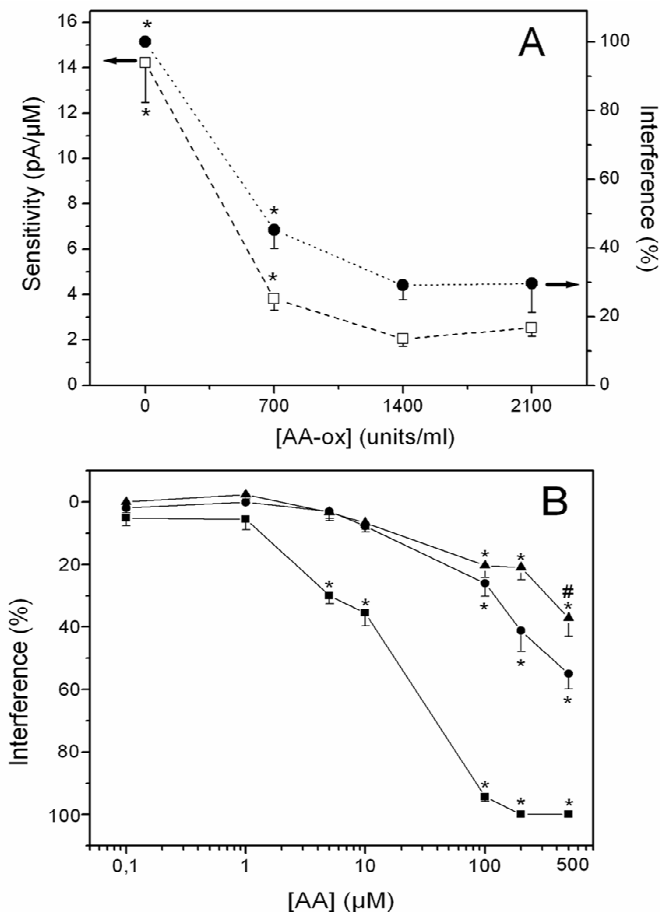 A
Sensitivity (pA/µM)
16
14
12
10
8
6
4
2
0
Interference (%)
100
80
60
40
20
0
*
*
*
*
0 700 1400 2100
[AA-ox] (units/ml)
B
Interference (%)
0
20
40
60
80
100
* * # *
* * *
* *
* * *
0,1 1 10 100 500
[AA] (µM)